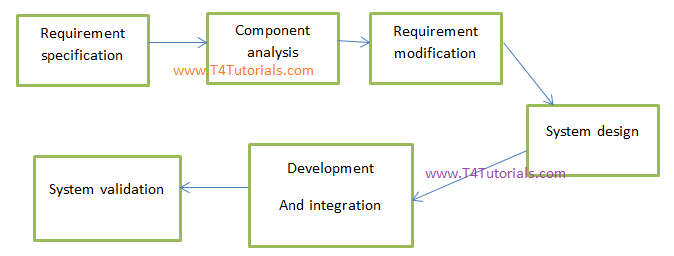 Requirement
specification
Component
analysis
www.T4Tutorials.com
Requirement
modification
System design
www.T4Tutorials.com
Development
And integration
System validation